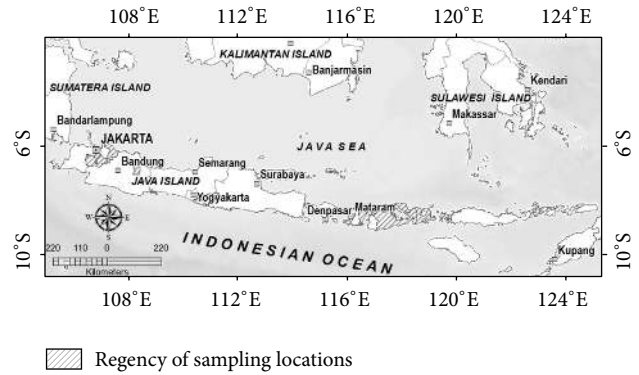 108°E 112°E 116°E 120°E 124°E
KALIMANTAN ISLAND
Banjarmasin
SUMATERA ISLAND
Kendari
SULAWESI ISLAND
Makassar
Bandarlampung
JAKARTA
6°S
JAVA SEA
6°S
Bandung
Semarang
Surabaya
JAVA ISLAND
Yogyakarta
Denpasar
Mataram
N
W E
S
INDONESIAN OCEAN
Kupang
10°S
10°S
220 110 0 220
Kilometers
108°E 112°E 116°E 120°E 124°E
Regency of sampling locations